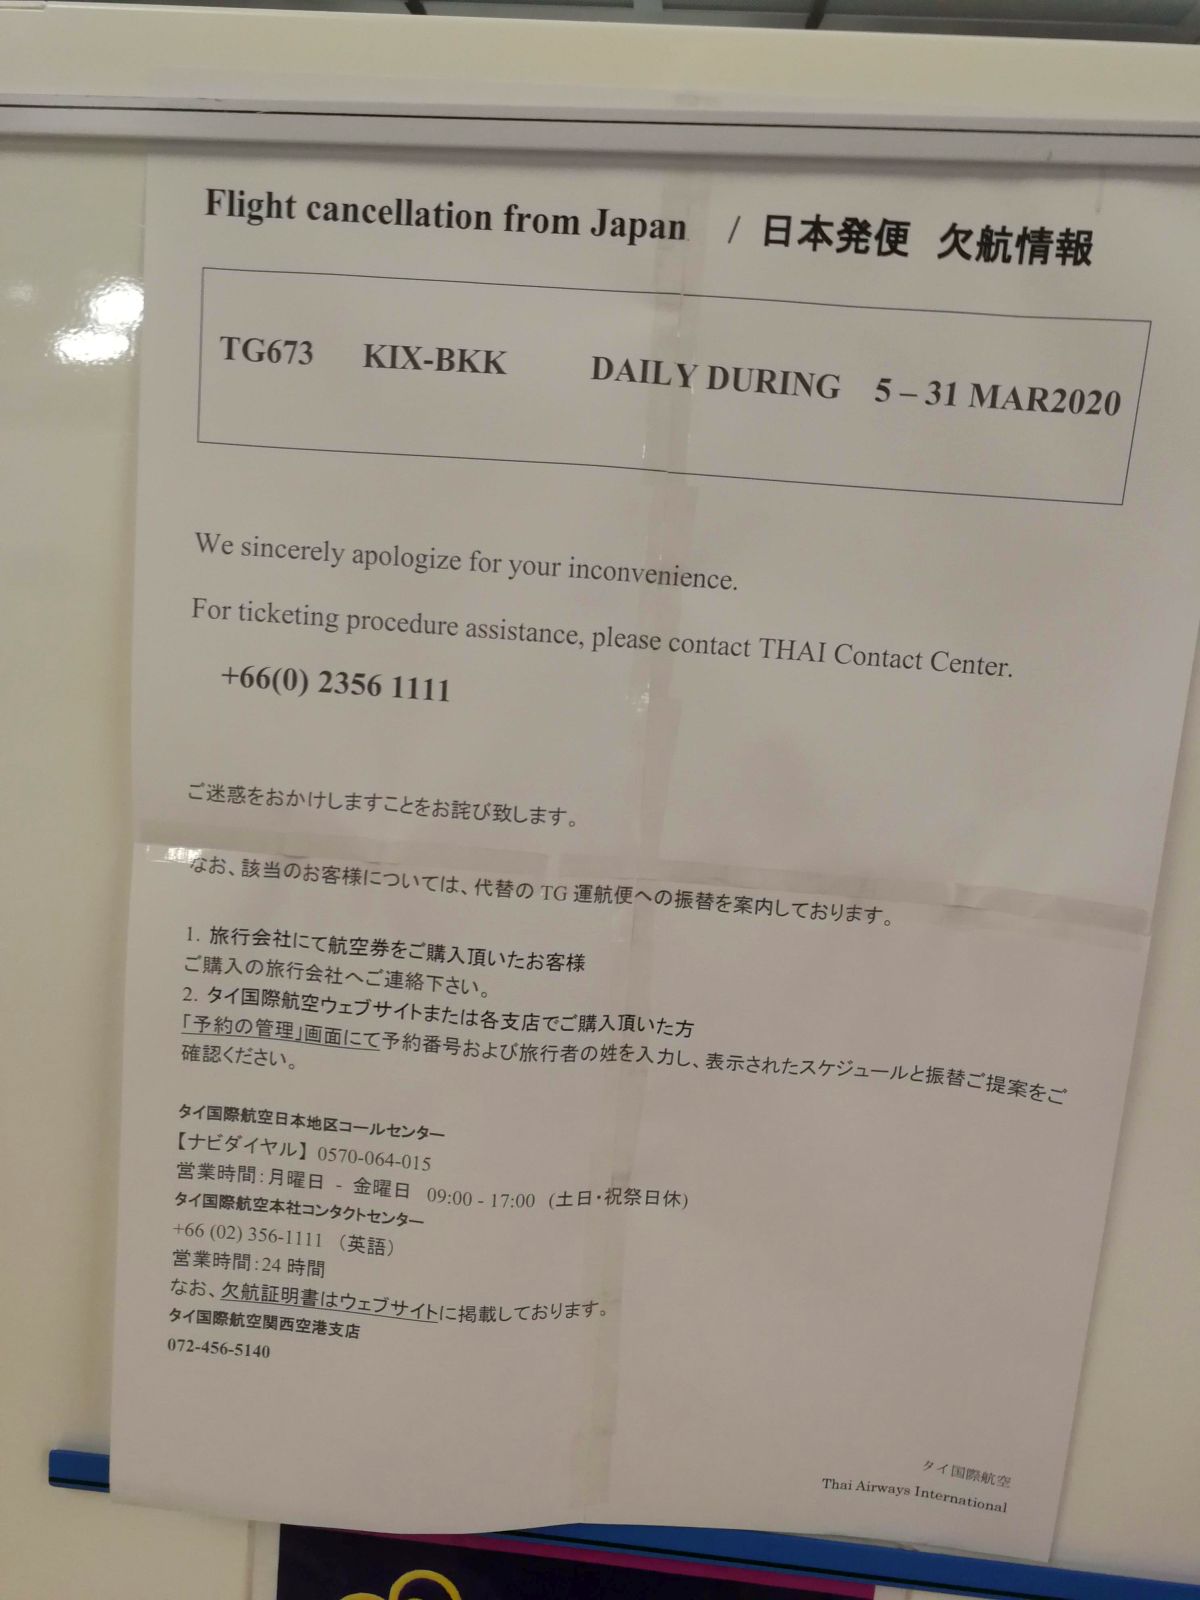 Flight cancellation from Japan / 日本発便 欠航情報
TG673 KIX-BKK DAILY DURING 5 – 31 MAR2020
We sincerely apologize for your inconvenience.
For ticketing procedure assistance, please contact THAI Contact Center.
+66(0) 2356 1111
ご迷惑をおかけしますことをお詫び致します。
なお、該当のお客様については、代替の TG 運航便への振替を案内しております。
1. 旅行会社にて航空券をご購入頂いたお客様
ご購入の旅行会社へご連絡下さい。
2. タイ国際航空ウェブサイトまたは各支店でご購入頂いた方
「予約の管理」画面にて予約番号および旅行者の姓を入力し、表示されたスケジュールと振替ご提案をご
確認ください。
タイ国際航空日本地区コールセンター
【ナビダイヤル】 0570-064-015
営業時間：月曜日 - 金曜日 09:00 - 17:00 (土日・祝祭日休)
タイ国際航空本社コンタクトセンター
+66 (02) 356-1111 （英語）
営業時間：24 時間
なお、欠航証明書はウェブサイトに掲載しております。
タイ国際航空関西空港支店
072-456-5140
タイ国際航空
Thai Airways International